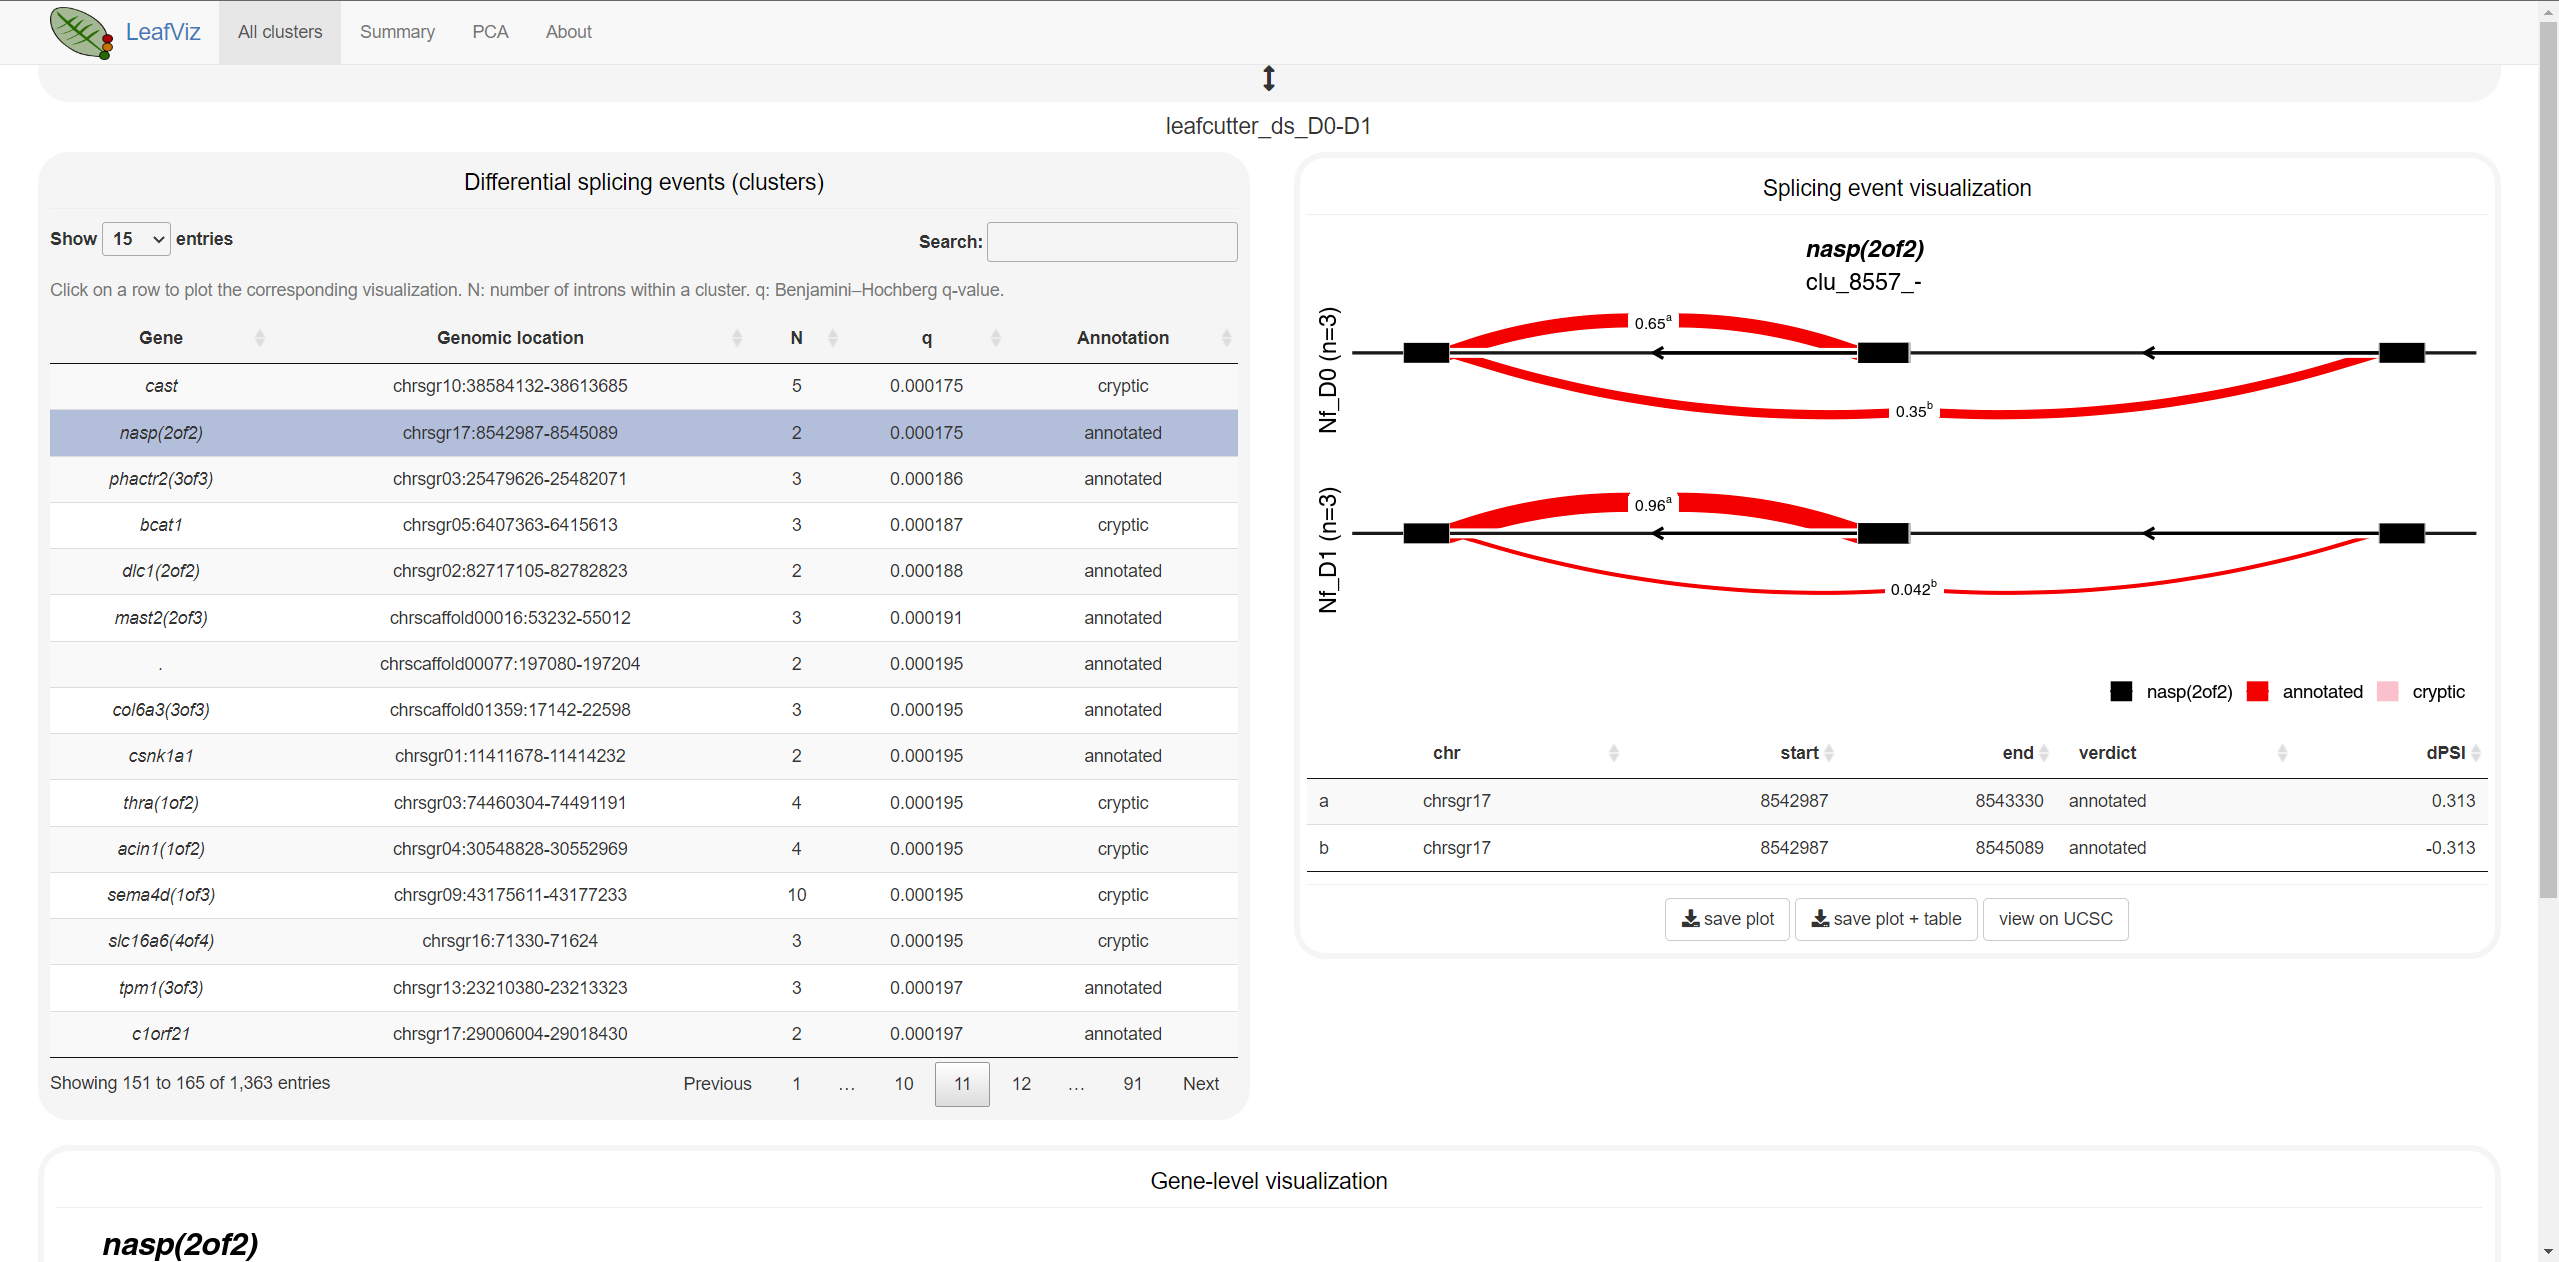 LeafViz All clusters Summary PCA About
leafcutter_ds_D0-D1
Differential splicing events (clusters)
Show 15 entries Search:
Click on a row to plot the corresponding visualization. N: number of introns within a cluster. q: Benjamini–Hochberg q-value.
Gene Genomic location N q Annotation
cast chrsgr10:38584132-38613685 5 0.000175 cryptic
nasp(2of2) chrsgr17:8542987-8545089 2 0.000175 annotated
phactr2(3of3) chrsgr03:25479626-25482071 3 0.000186 annotated
bcat1 chrsgr05:6407363-6415613 3 0.000187 cryptic
dlc1(2of2) chrsgr02:82717105-82782823 2 0.000188 annotated
mast2(2of3) chrscaffold00016:53232-55012 3 0.000191 annotated
. chrscaffold00077:197080-197204 2 0.000195 annotated
col6a3(3of3) chrscaffold01359:17142-22598 3 0.000195 annotated
csnk1a1 chrsgr01:11411678-11414232 2 0.000195 annotated
thra(1of2) chrsgr03:74460304-74491191 4 0.000195 cryptic
acin1(1of2) chrsgr04:30548828-30552969 4 0.000195 cryptic
sema4d(1of3) chrsgr09:43175611-43177233 10 0.000195 cryptic
slc16a6(4of4) chrsgr16:71330-71624 3 0.000195 cryptic
tpm1(3of3) chrsgr13:23210380-23213323 3 0.000197 annotated
c1orf21 chrsgr17:29006004-29018430 2 0.000197 annotated
Showing 151 to 165 of 1,363 entries Previous 1 … 10 11 12 … 91 Next
Splicing event visualization
nasp(2of2)
clu_8557_-
Nf_D0 (n=3)
0.65a
0.35b
Nf_D1 (n=3)
0.96a
0.042b
nasp(2of2) annotated cryptic
chr start end verdict dPSI
a chrsgr17 8542987 8543330 annotated 0.313
b chrsgr17 8542987 8545089 annotated -0.313
save plot save plot + table view on UCSC
Gene-level visualization
nasp(2of2)